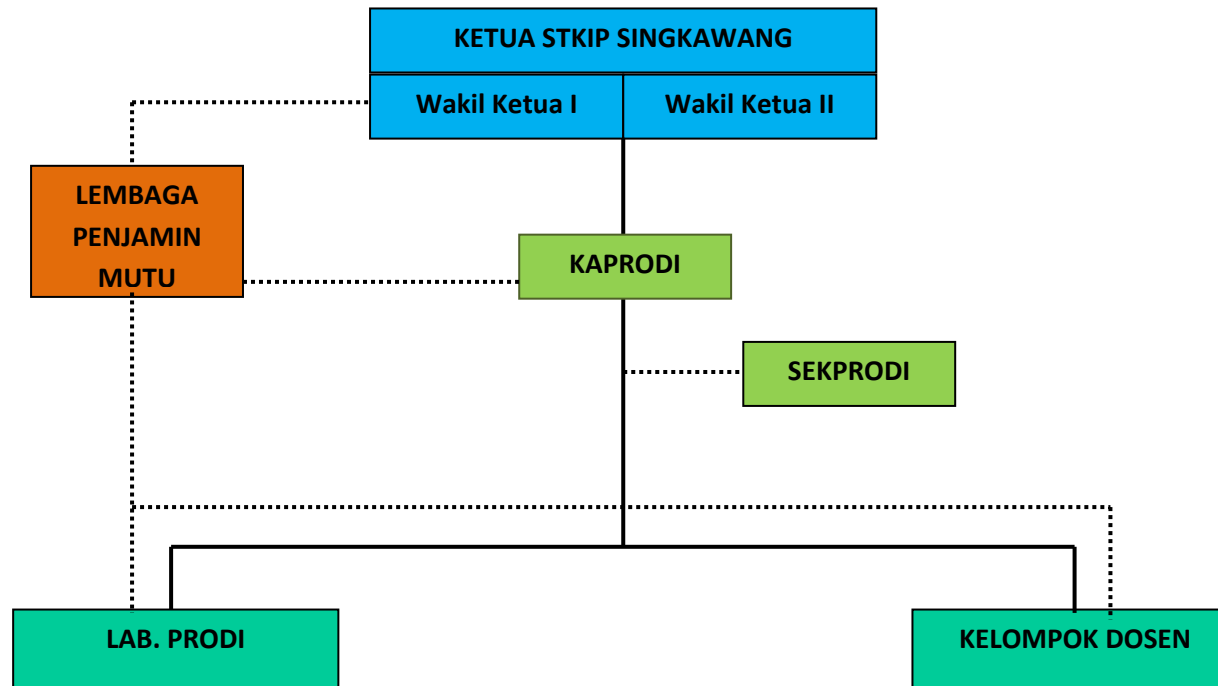 KETUA STKIP SINGKAWANG
Wakil Ketua I
Wakil Ketua II
LEMBAGA
PENJAMIN
MUTU
KAPRODI
SEKPRODI
LAB. PRODI
KELOMPOK DOSEN